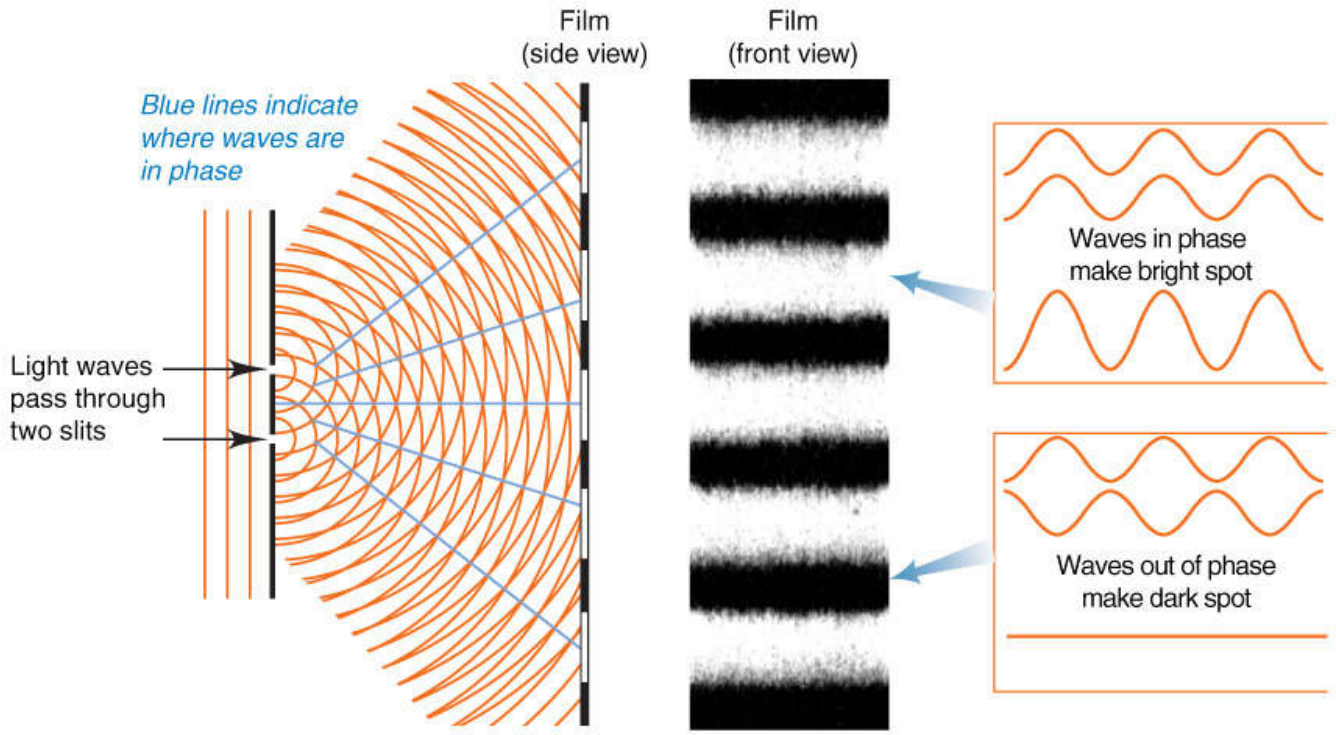 Film
(side view)
Film
(front view)
Blue lines indicate
where waves are
in phase
Light waves
pass through
two slits
Waves in phase
make bright spot
Waves out of phase
make dark spot